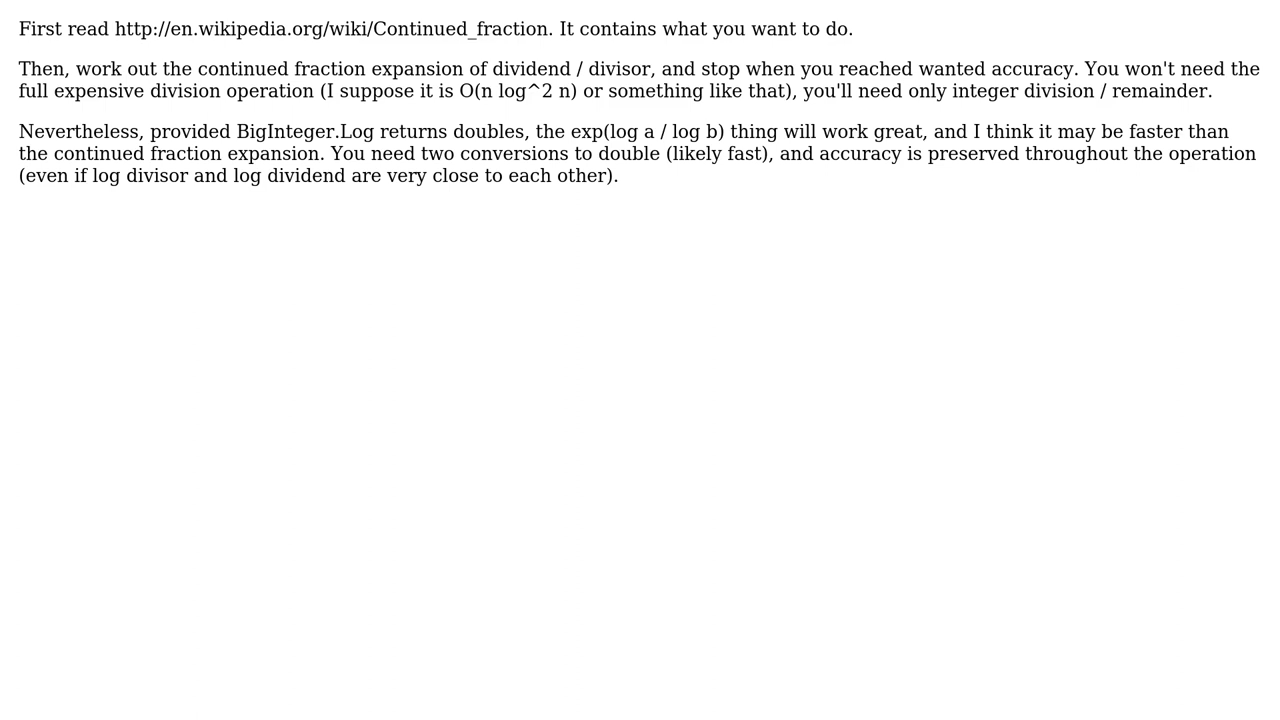 First read http://en.wikipedia.org/wiki/Continued_fraction. It contains what you want to do.
Then, work out the continued fraction expansion of dividend / divisor, and stop when you reached wanted accuracy. You won't need the
full expensive division operation (I suppose it is O(n log^2 n) or something like that), you'll need only integer division / remainder.
Nevertheless, provided BigInteger.Log returns doubles, the exp(log a / log b) thing will work great, and I think it may be faster than
the continued fraction expansion. You need two conversions to double (likely fast), and accuracy is preserved throughout the operation
(even if log divisor and log dividend are very close to each other).